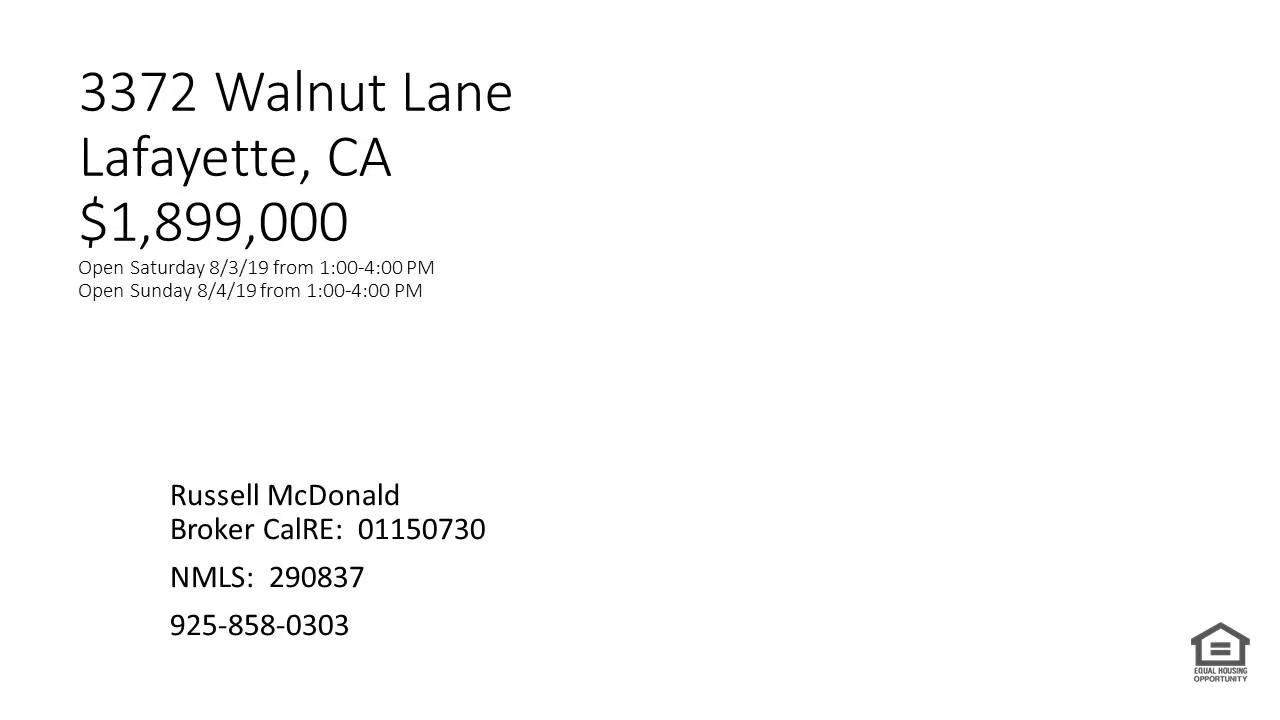 3372 Walnut Lane
Lafayette, CA
$1,899,000
Open Saturday 8/3/19 from 1:00-4:00 PM
Open Sunday 8/4/19 from 1:00-4:00 PM
Russell McDonald
Broker CalRE:  01150730
NMLS:  290837
925-858-0303
EQUAL HOUSING
OPPORTUNITY